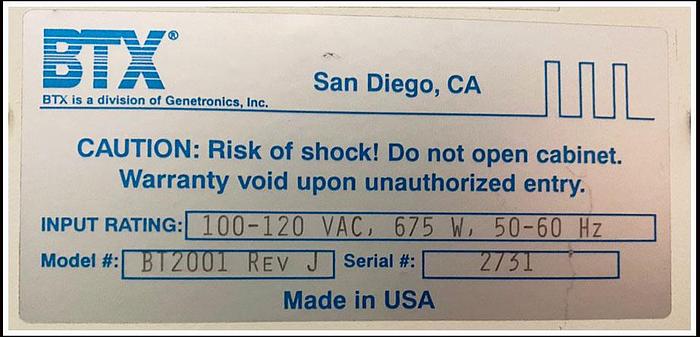 BTX®
BTX is a division of Genetronics, Inc.
San Diego, CA
CAUTION: Risk of shock! Do not open cabinet.
Warranty void upon unauthorized entry.
INPUT RATING: 100-120 VAC, 675 W, 50-60 Hz
Model #: BT2001 REV J Serial #: 2731
Made in USA